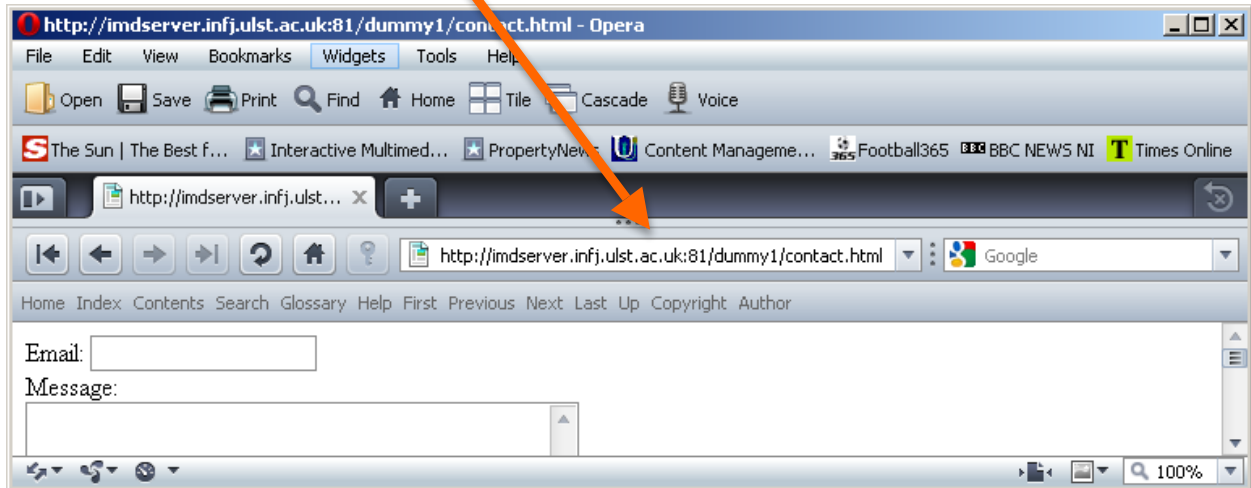 http://imdserver.infj.ulst.ac.uk:81/dummy1/contact.html - Opera
File Edit View Bookmarks Widgets Tools Help
Open Save Print Find Home Tile Cascade Voice
The Sun | The Best f... Interactive Multimed... PropertyNews Content Manageme... Football365 BBC NEWS NI Times Online
http://imdserver.infj.ulst...
http://imdserver.infj.ulst.ac.uk:81/dummy1/contact.html Google
Home Index Contents Search Glossary Help First Previous Next Last Up Copyright Author
Email:
Message:
100%